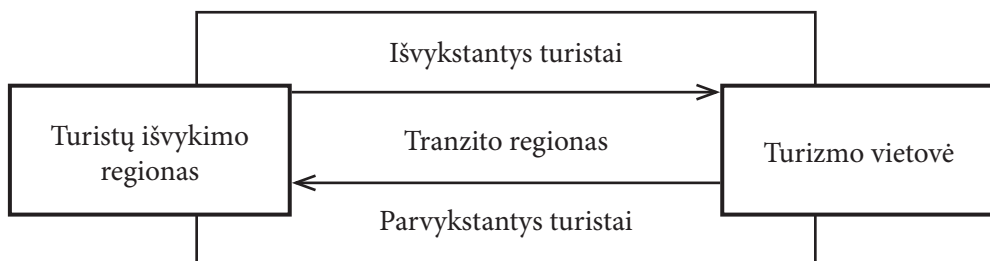 Išvykstantys turistai
Turistų išvykimo
regionas
Tranzito regionas
Turizmo vietovė
Parvykstantys turistai